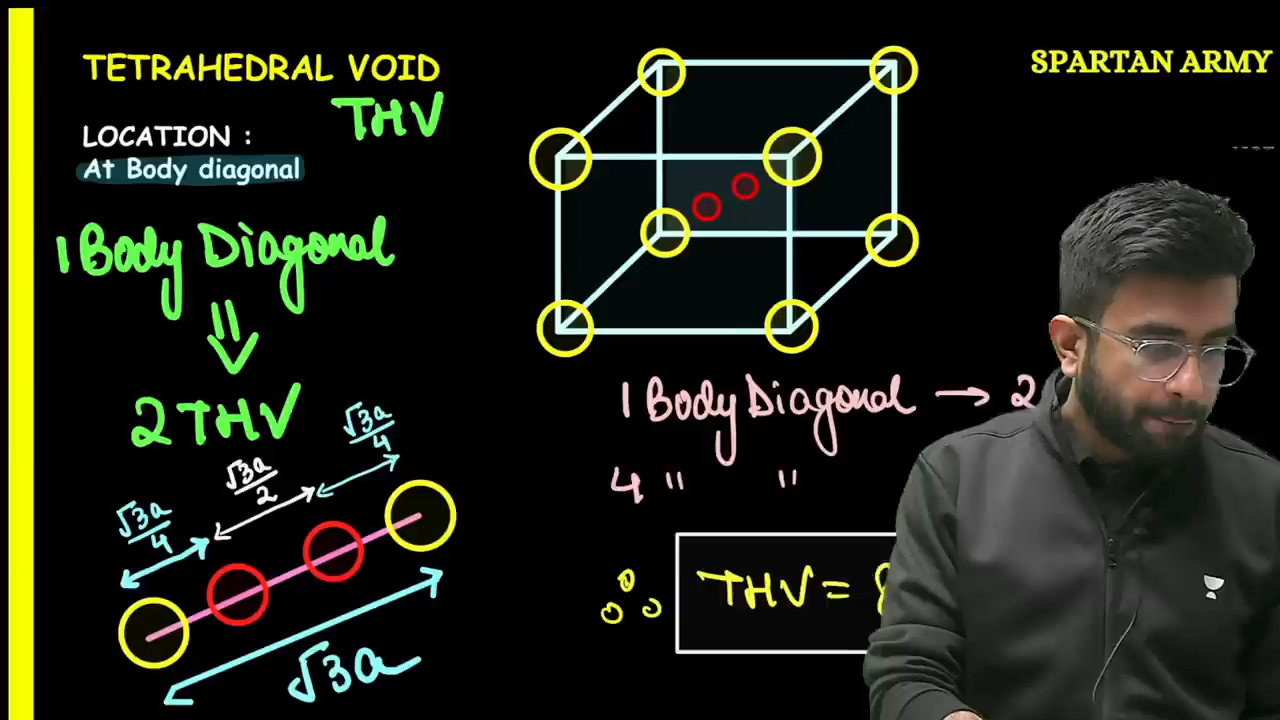 TETRAHEDRAL VOID
THV
LOCATION :
At Body diagonal
1 Body Diagonal
⇓
2 THV
√3a/4
√3a/2
√3a/4
√3a
SPARTAN ARMY
1 Body Diagonal → 2
4 " "
∴ THV = 8